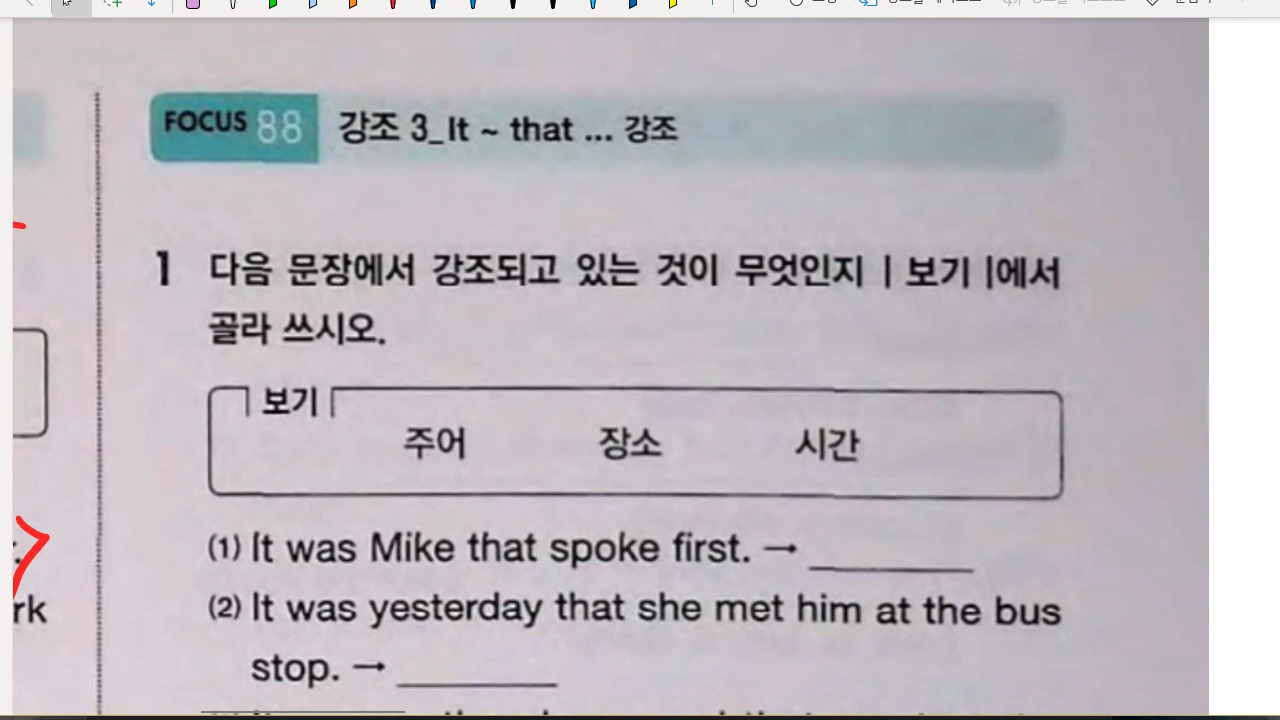 FOCUS 88 강조 3_It ~ that ... 강조
1 다음 문장에서 강조되고 있는 것이 무엇인지 | 보기 |에서
골라 쓰시오.
보기
주어 장소 시간
(1) It was Mike that spoke first. → ________
(2) It was yesterday that she met him at the bus
rk
stop. → ________